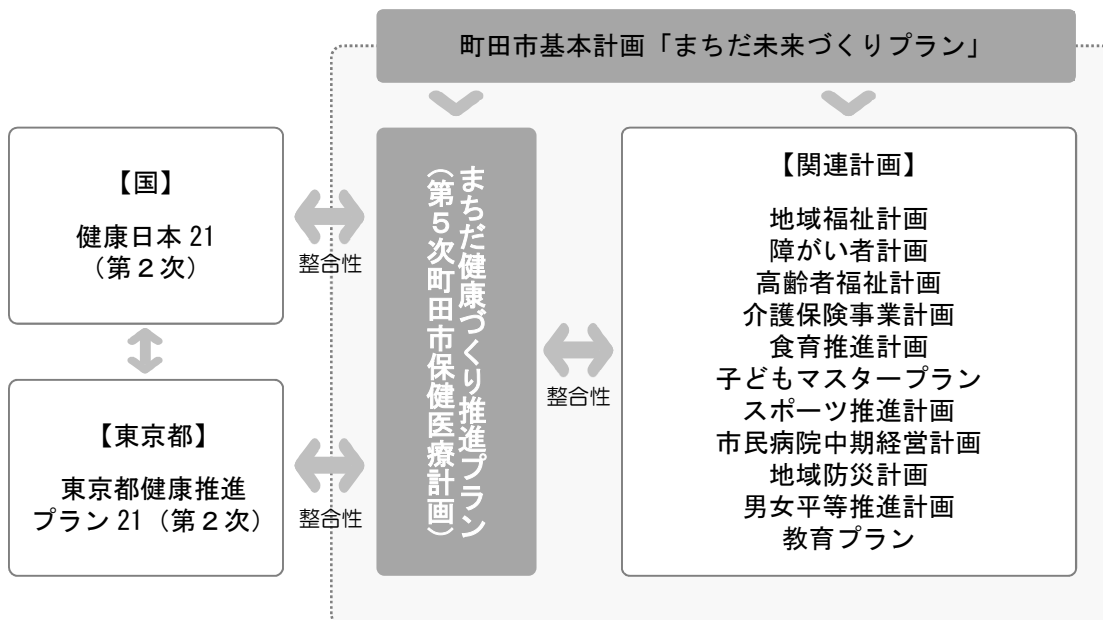 町田市基本計画「まちだ未来づくりプラン」
【国】
健康日本 21
（第２次）
整合性
【東京都】
東京都健康推進
プラン 21（第２次）
整合性
まちだ健康づくり推進プラン
（第５次町田市保健医療計画）
整合性
【関連計画】
地域福祉計画
障がい者計画
高齢者福祉計画
介護保険事業計画
食育推進計画
子どもマスタープラン
スポーツ推進計画
市民病院中期経営計画
地域防災計画
男女平等推進計画
教育プラン